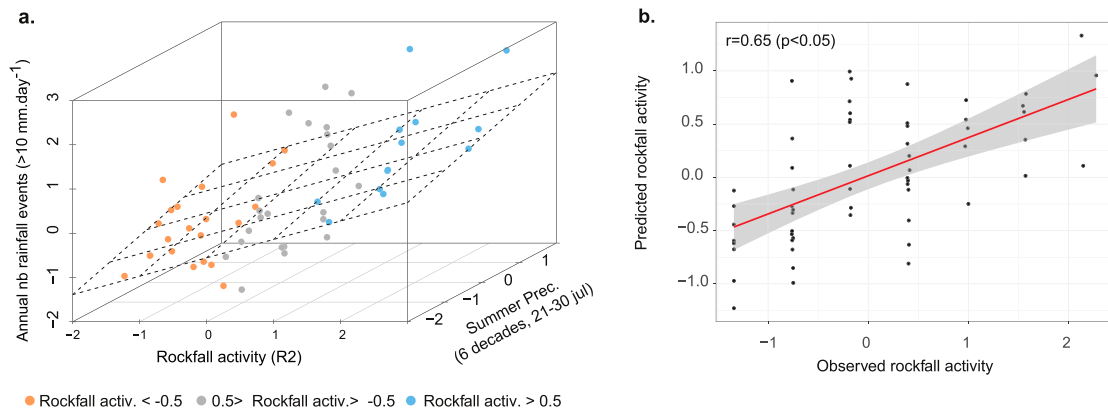 a.
Annual nb rainfall events (>10 mm.day-1)
3
2
1
0
−1
−2
−2 −1 0 1 2
Rockfall activity (R2)
−2 −1 0 1
Summer Prec.
(6 decades, 21-30 jul)
Rockfall activ. < -0.5 0.5> Rockfall activ.> -0.5 Rockfall activ. > 0.5
b.
r=0.65 (p<0.05)
Predicted rockfall activity
1.0
0.5
0.0
−0.5
−1.0
−1 0 1 2
Observed rockfall activity